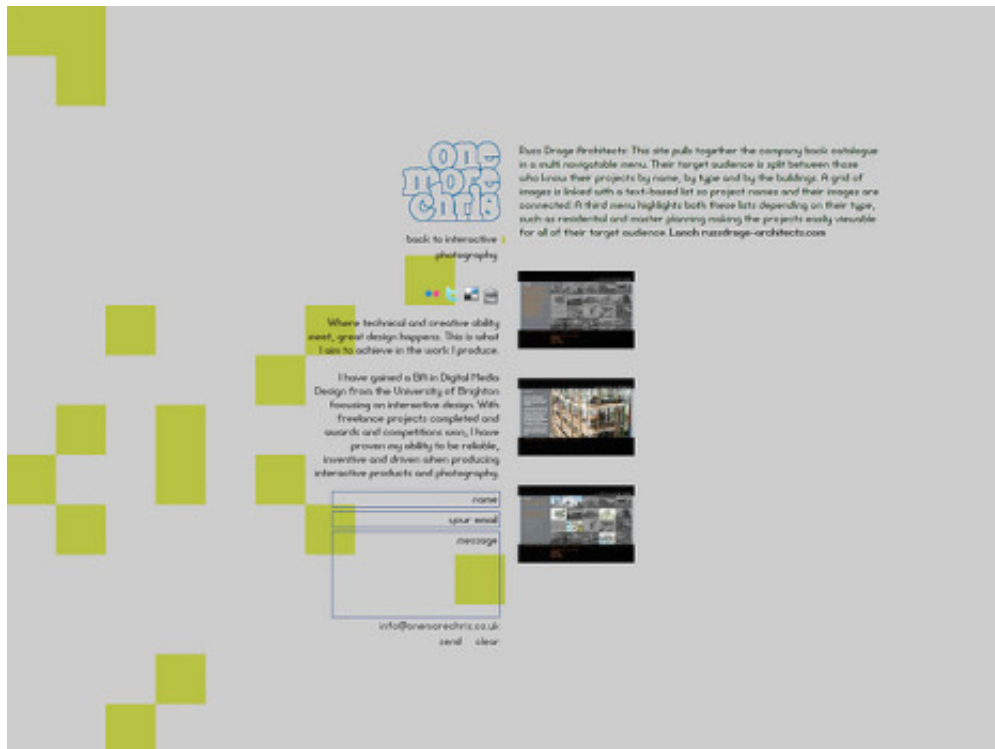 one
more
Chris
back to interactive
photography
Where technical and creative ability
meet, great design happens. This is what
I aim to achieve in the work I produce.
I have gained a BA in Digital Media
Design from the University of Brighton
focusing on interactive design. With
freelance projects completed and
awards and competitions won, I have
proven my ability to be reliable,
inventive and driven when producing
interactive products and photography.
name
your email
message
info@onemorechris.co.uk
send clear
Russ Drage Architects: This site pulls together the company back catalogue
in a multi navigatable menu. Their target audience is split between those
who know their projects by name, by type and by the buildings. A grid of
images is linked with a text-based list so project names and their images are
connected. A third menu highlights both these lists depending on their type,
such as residential and master planning making the projects easily viewable
for all of their target audience. Lanch russdrage-architects.com